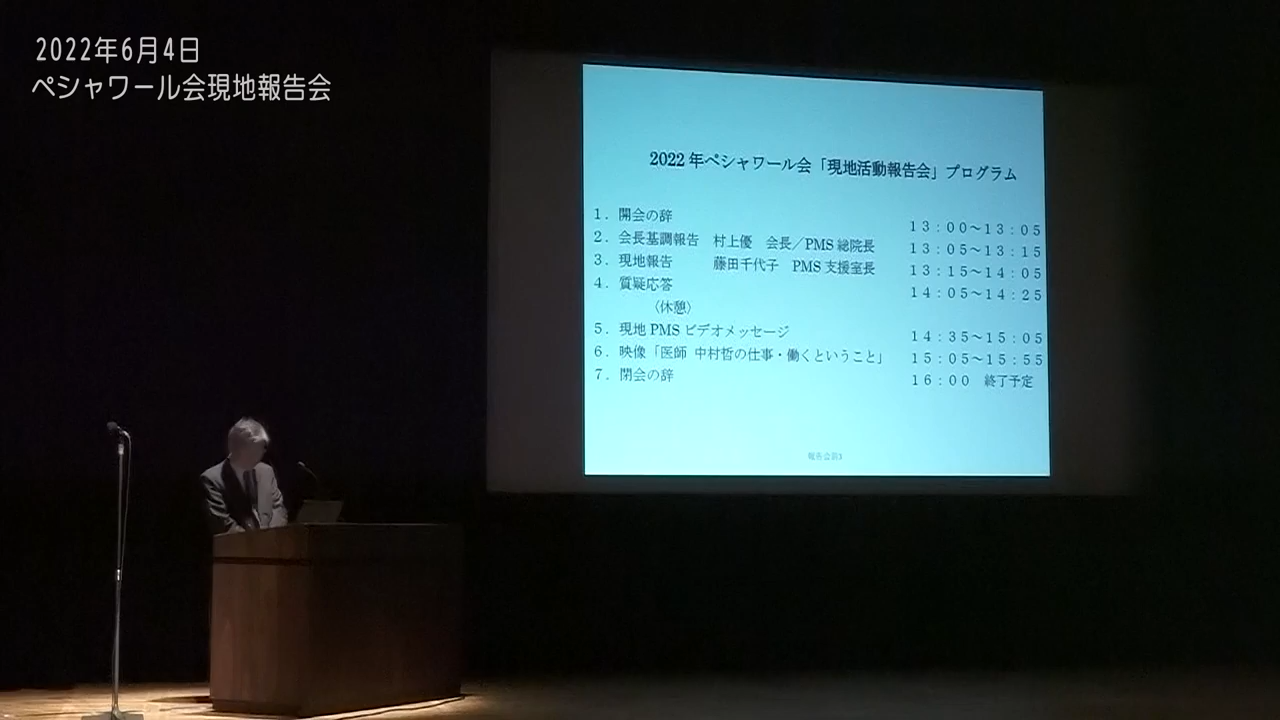 2022年6月4日
ペシャワール会現地報告会
2022年ペシャワール会「現地活動報告会」プログラム
1．開会の辞 13：00～13：05
2．会長基調報告 村上優 会長／PMS総院長 13：05～13：15
3．現地報告 藤田千代子 PMS支援室長 13：15～14：05
4．質疑応答 14：05～14：25
〈休憩〉
5．現地PMSビデオメッセージ 14：35～15：05
6．映像「医師 中村哲の仕事・働くということ」 15：05～15：55
7．閉会の辞 16：00 終了予定